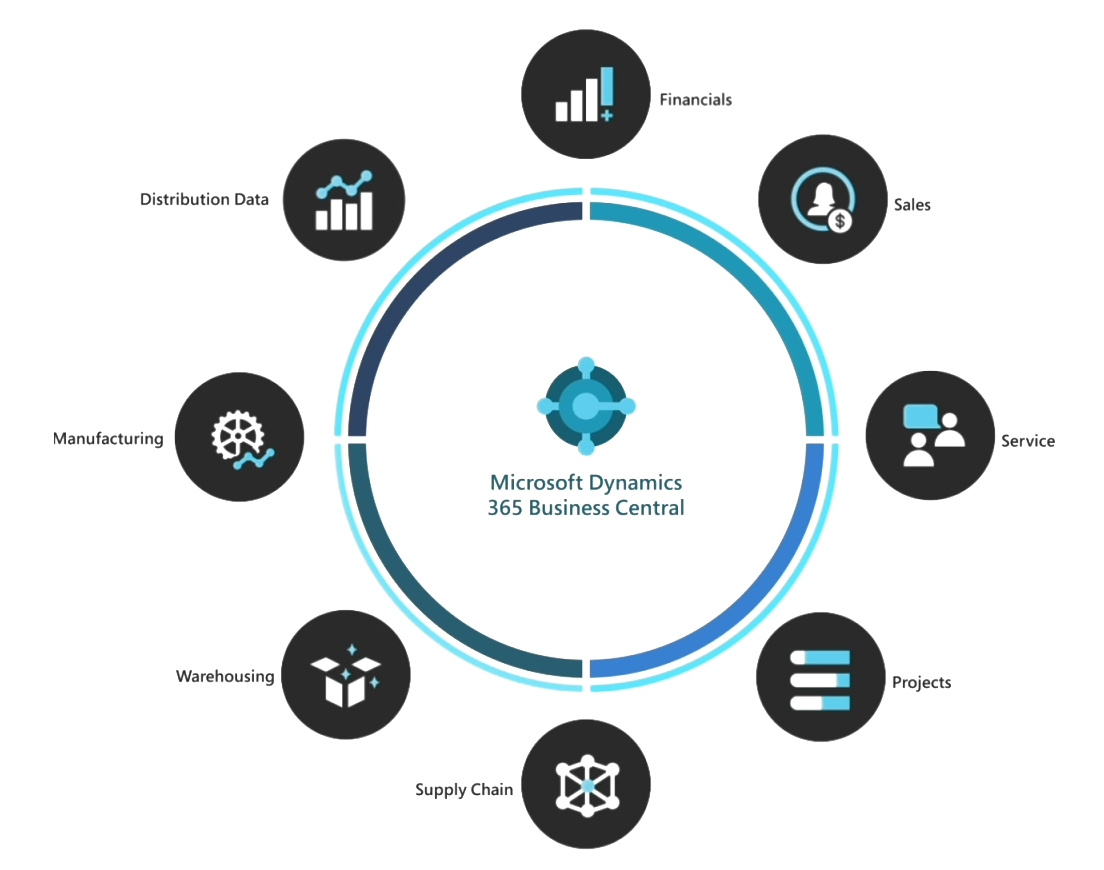 Financials
Distribution Data
Sales
Manufacturing
Microsoft Dynamics
365 Business Central
Service
Warehousing
Projects
Supply Chain
$